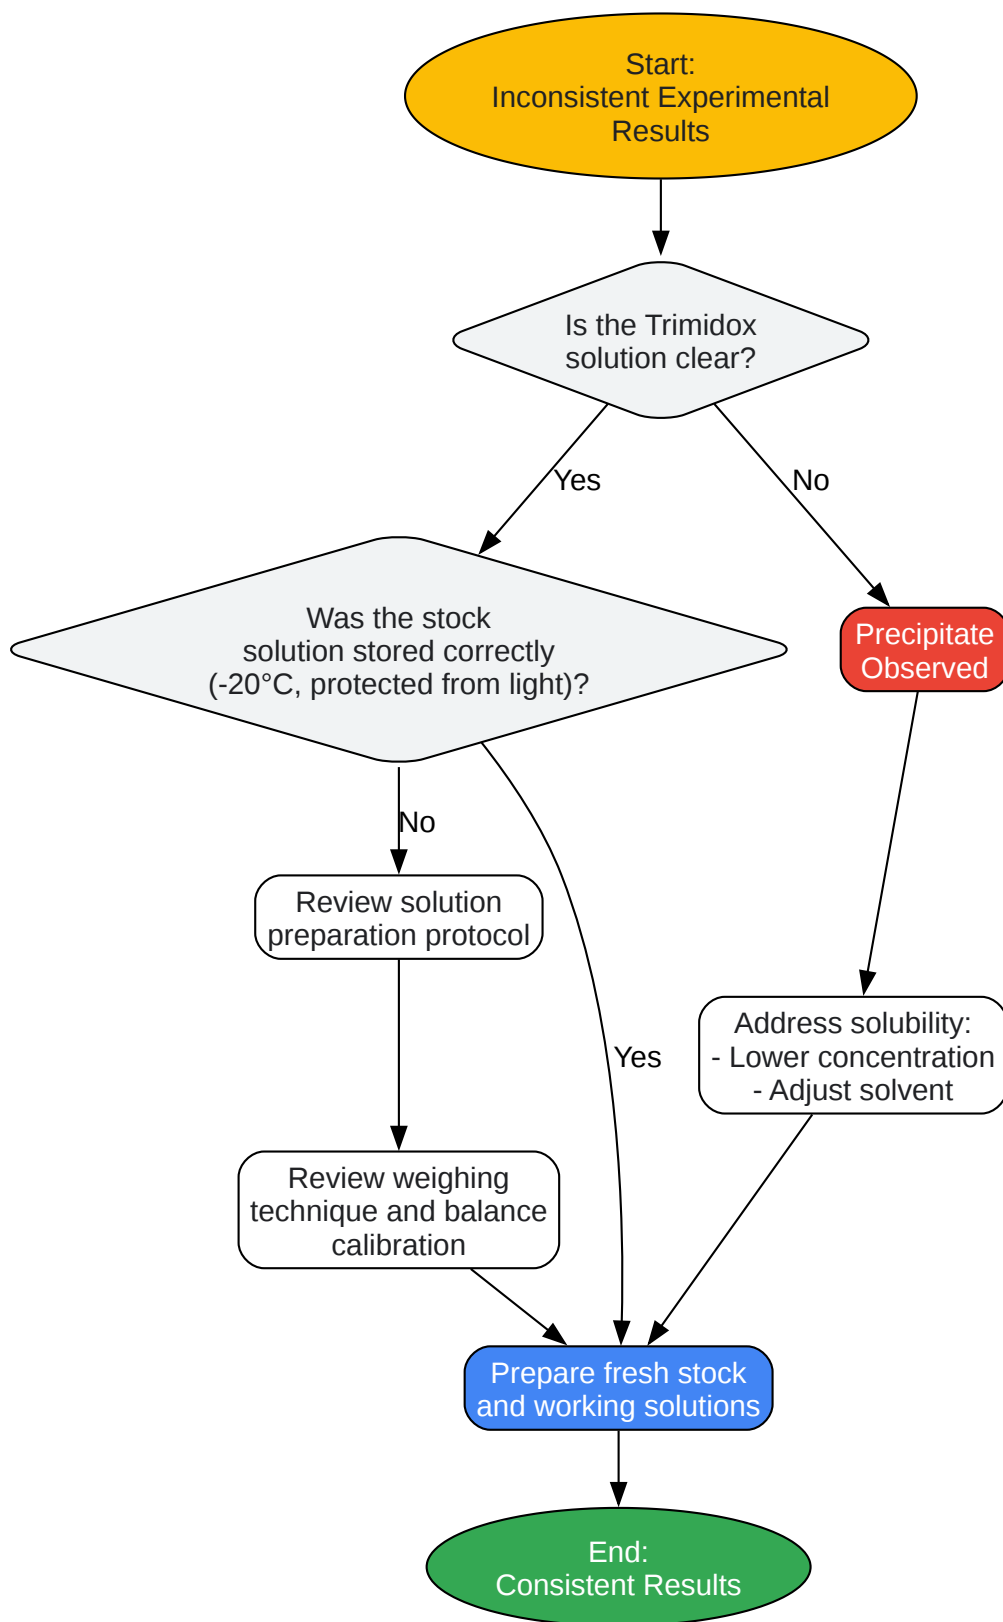 Start:
Inconsistent Experimental
Results
Is the Trimidox
solution clear?
Yes
No
Was the stock
solution stored correctly
(-20°C, protected from light)?
Precipitate
Observed
No
Review solution
preparation protocol
Yes
Address solubility:
- Lower concentration
- Adjust solvent
Review weighing
technique and balance
calibration
Prepare fresh stock
and working solutions
End:
Consistent Results